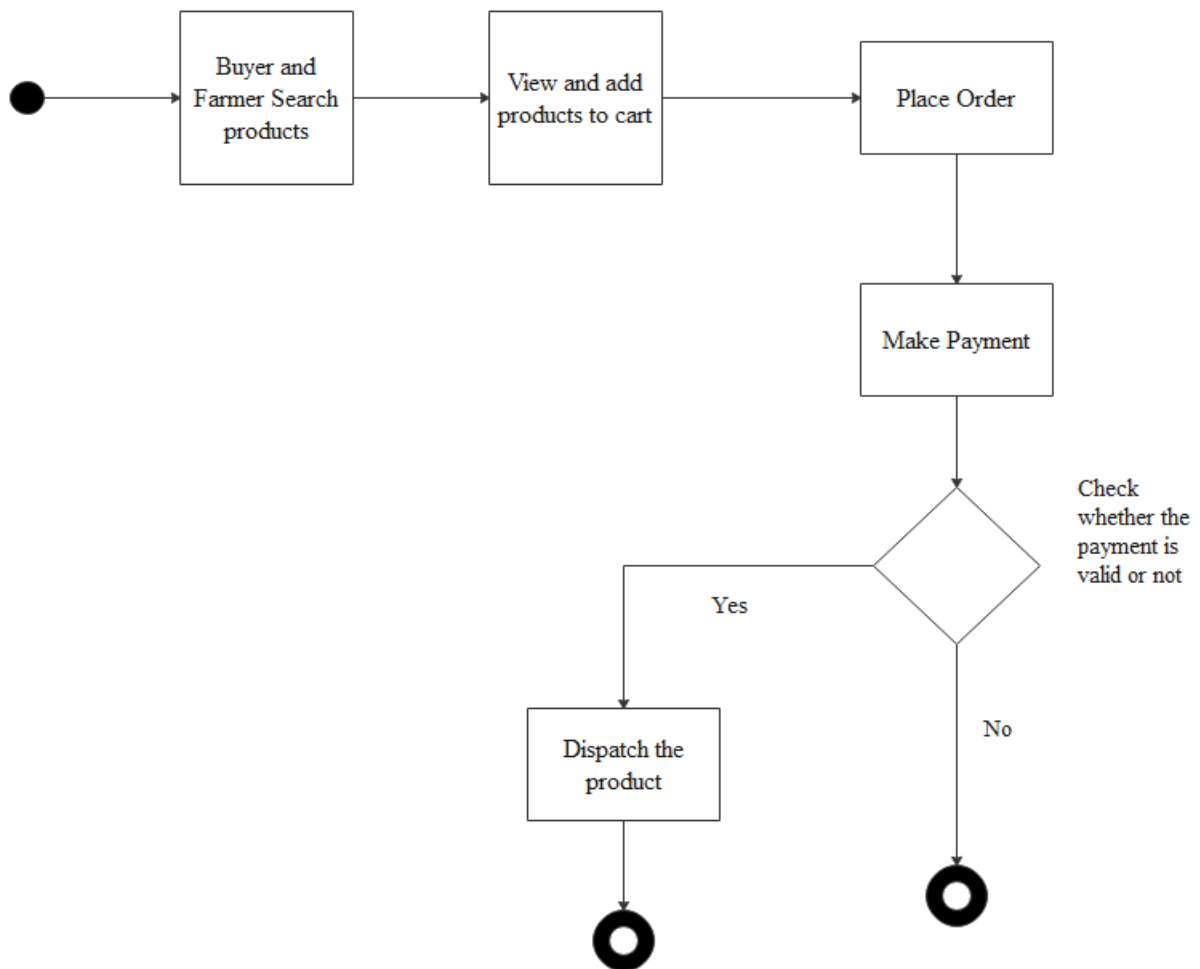 Buyer and
Farmer Search
products
View and add
products to cart
Place Order
Make Payment
Check
whether the
payment is
valid or not
Yes
No
Dispatch the
product